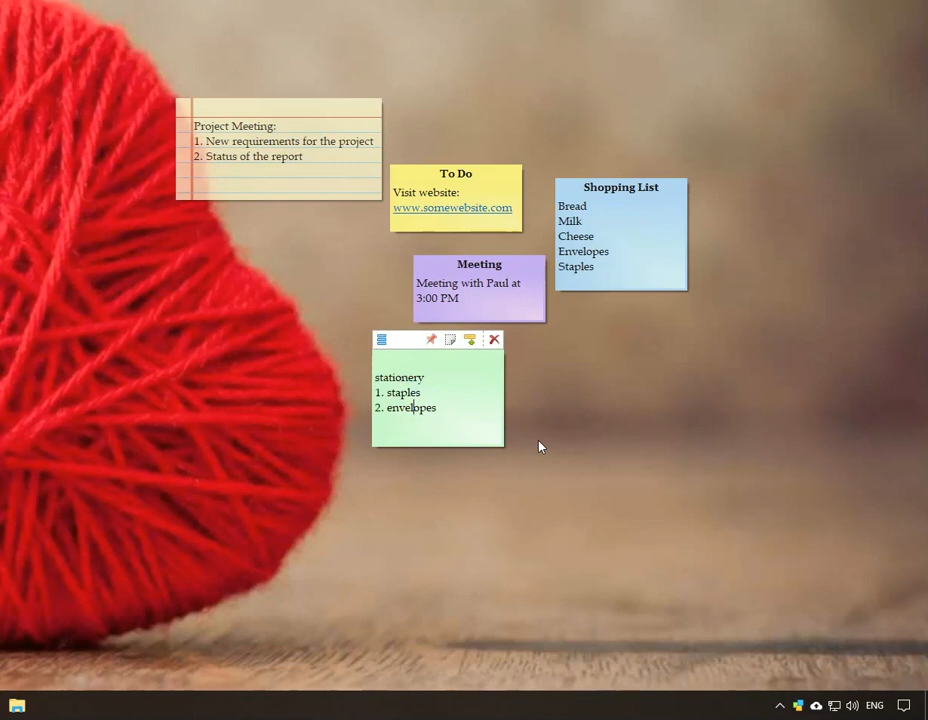 Project Meeting:
1. New requirements for the project
2. Status of the report
To Do
Visit website:
www.somewebsite.com
Shopping List
Bread
Milk
Cheese
Envelopes
Staples
Meeting
Meeting with Paul at
3:00 PM
stationery
1. staples
2. envelopes
ENG